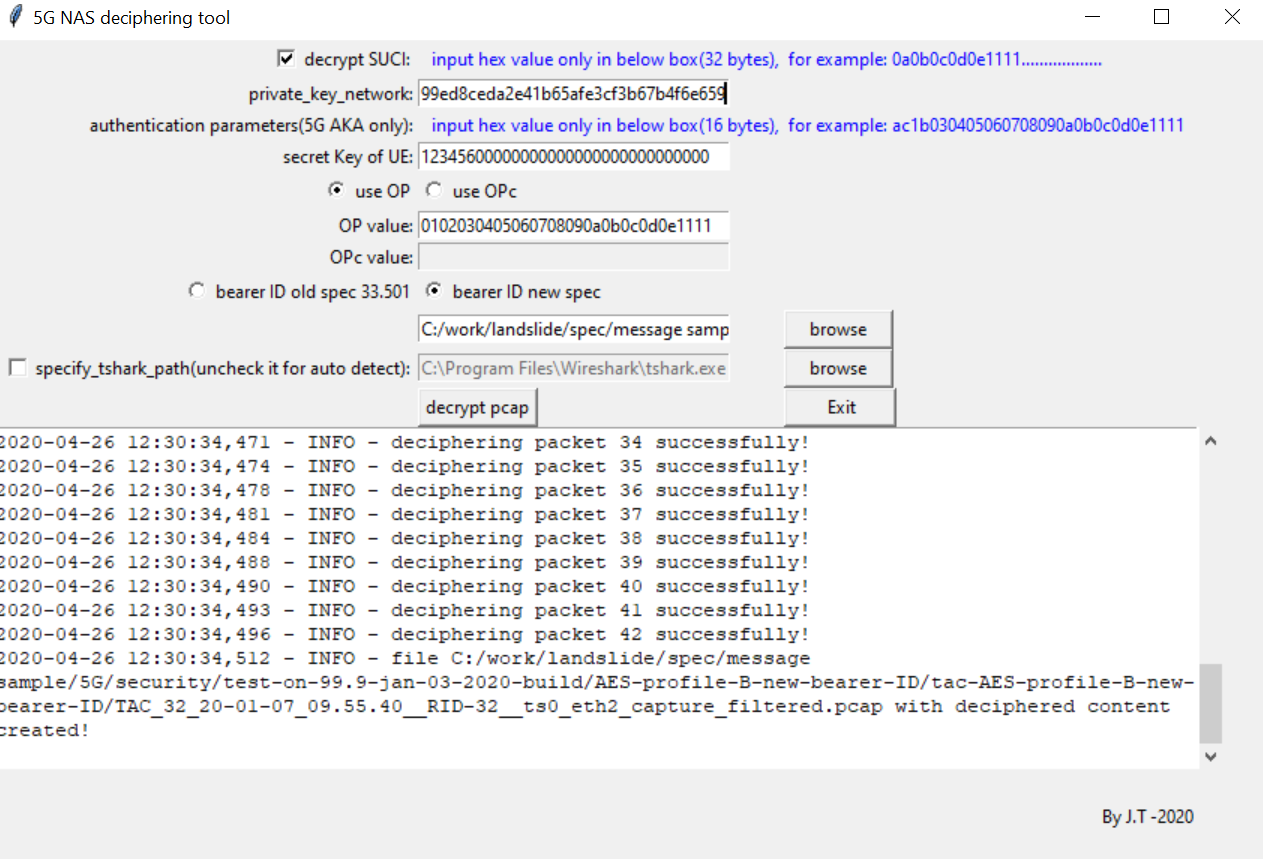 5G NAS deciphering tool
decrypt SUCI: input hex value only in below box(32 bytes), for example: 0a0b0c0d0e1111..................
private_key_network: 99ed8ceda2e41b65afe3cf3b67b4f6e659
authentication parameters(5G AKA only): input hex value only in below box(16 bytes), for example: ac1b030405060708090a0b0c0d0e1111
secret Key of UE: 12345600000000000000000000000000
use OP use OPc
OP value: 0102030405060708090a0b0c0d0e1111
OPc value:
bearer ID old spec 33.501 bearer ID new spec
C:/work/landslide/spec/message samp browse
specify_tshark_path(uncheck it for auto detect): C:\Program Files\Wireshark\tshark.exe browse
decrypt pcap Exit
2020-04-26 12:30:34,471 - INFO - deciphering packet 34 successfully!
2020-04-26 12:30:34,474 - INFO - deciphering packet 35 successfully!
2020-04-26 12:30:34,478 - INFO - deciphering packet 36 successfully!
2020-04-26 12:30:34,481 - INFO - deciphering packet 37 successfully!
2020-04-26 12:30:34,484 - INFO - deciphering packet 38 successfully!
2020-04-26 12:30:34,488 - INFO - deciphering packet 39 successfully!
2020-04-26 12:30:34,490 - INFO - deciphering packet 40 successfully!
2020-04-26 12:30:34,493 - INFO - deciphering packet 41 successfully!
2020-04-26 12:30:34,496 - INFO - deciphering packet 42 successfully!
2020-04-26 12:30:34,512 - INFO - file C:/work/landslide/spec/message
sample/5G/security/test-on-99.9-jan-03-2020-build/AES-profile-B-new-bearer-ID/tac-AES-profile-B-new-
bearer-ID/TAC_32_20-01-07_09.55.40__RID-32__ts0_eth2_capture_filtered.pcap with deciphered content
created!
By J.T -2020